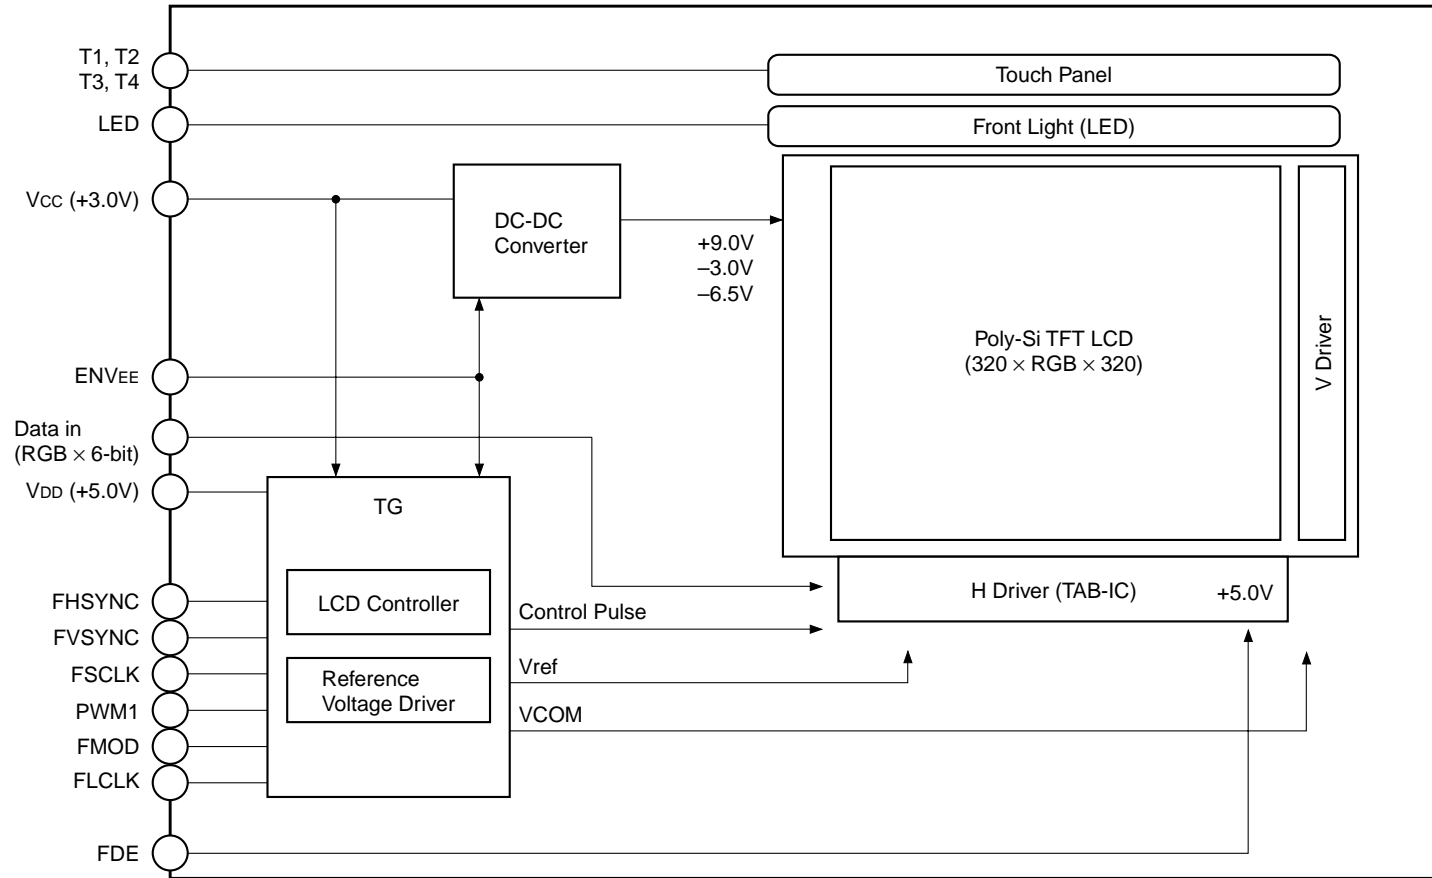 T1, T2
T3, T4
Touch Panel
LED
Front Light (LED)
VCC (+3.0V)
DC-DC
Converter
+9.0V
–3.0V
–6.5V
Poly-Si TFT LCD
(320 × RGB × 320)
V Driver
ENVEE
Data in
(RGB × 6-bit)
VDD (+5.0V)
TG
FHSYNC
LCD Controller
Control Pulse
H Driver (TAB-IC)
+5.0V
FVSYNC
FSCLK
Reference
Voltage Driver
Vref
PWM1
VCOM
FMOD
FLCLK
FDE